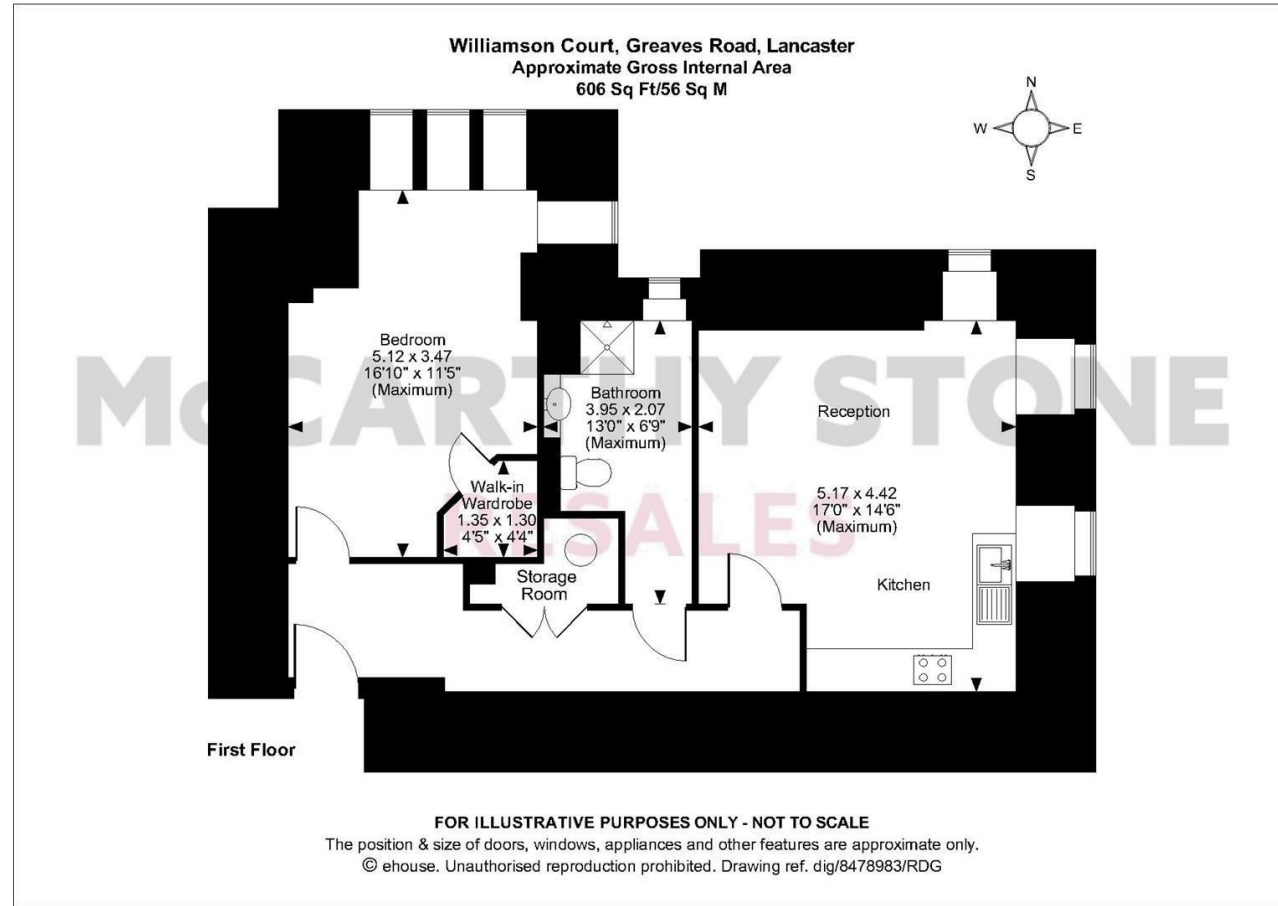 Williamson Court, Greaves Road, Lancaster
Approximate Gross Internal Area
606 Sq Ft/56 Sq M
N
W E
S
Bedroom
5.12 x 3.47
16'10" x 11'5"
(Maximum)
Bathroom
3.95 x 2.07
13'0" x 6'9"
(Maximum)
Reception
5.17 x 4.42
17'0" x 14'6"
(Maximum)
Kitchen
Walk-in
Wardrobe
1.35 x 1.30
4'5" x 4'4"
Storage
Room
McCARTHY STONE
RESALES
First Floor
FOR ILLUSTRATIVE PURPOSES ONLY - NOT TO SCALE
The position & size of doors, windows, appliances and other features are approximate only.
© ehouse. Unauthorised reproduction prohibited. Drawing ref. dig/8478983/RDG